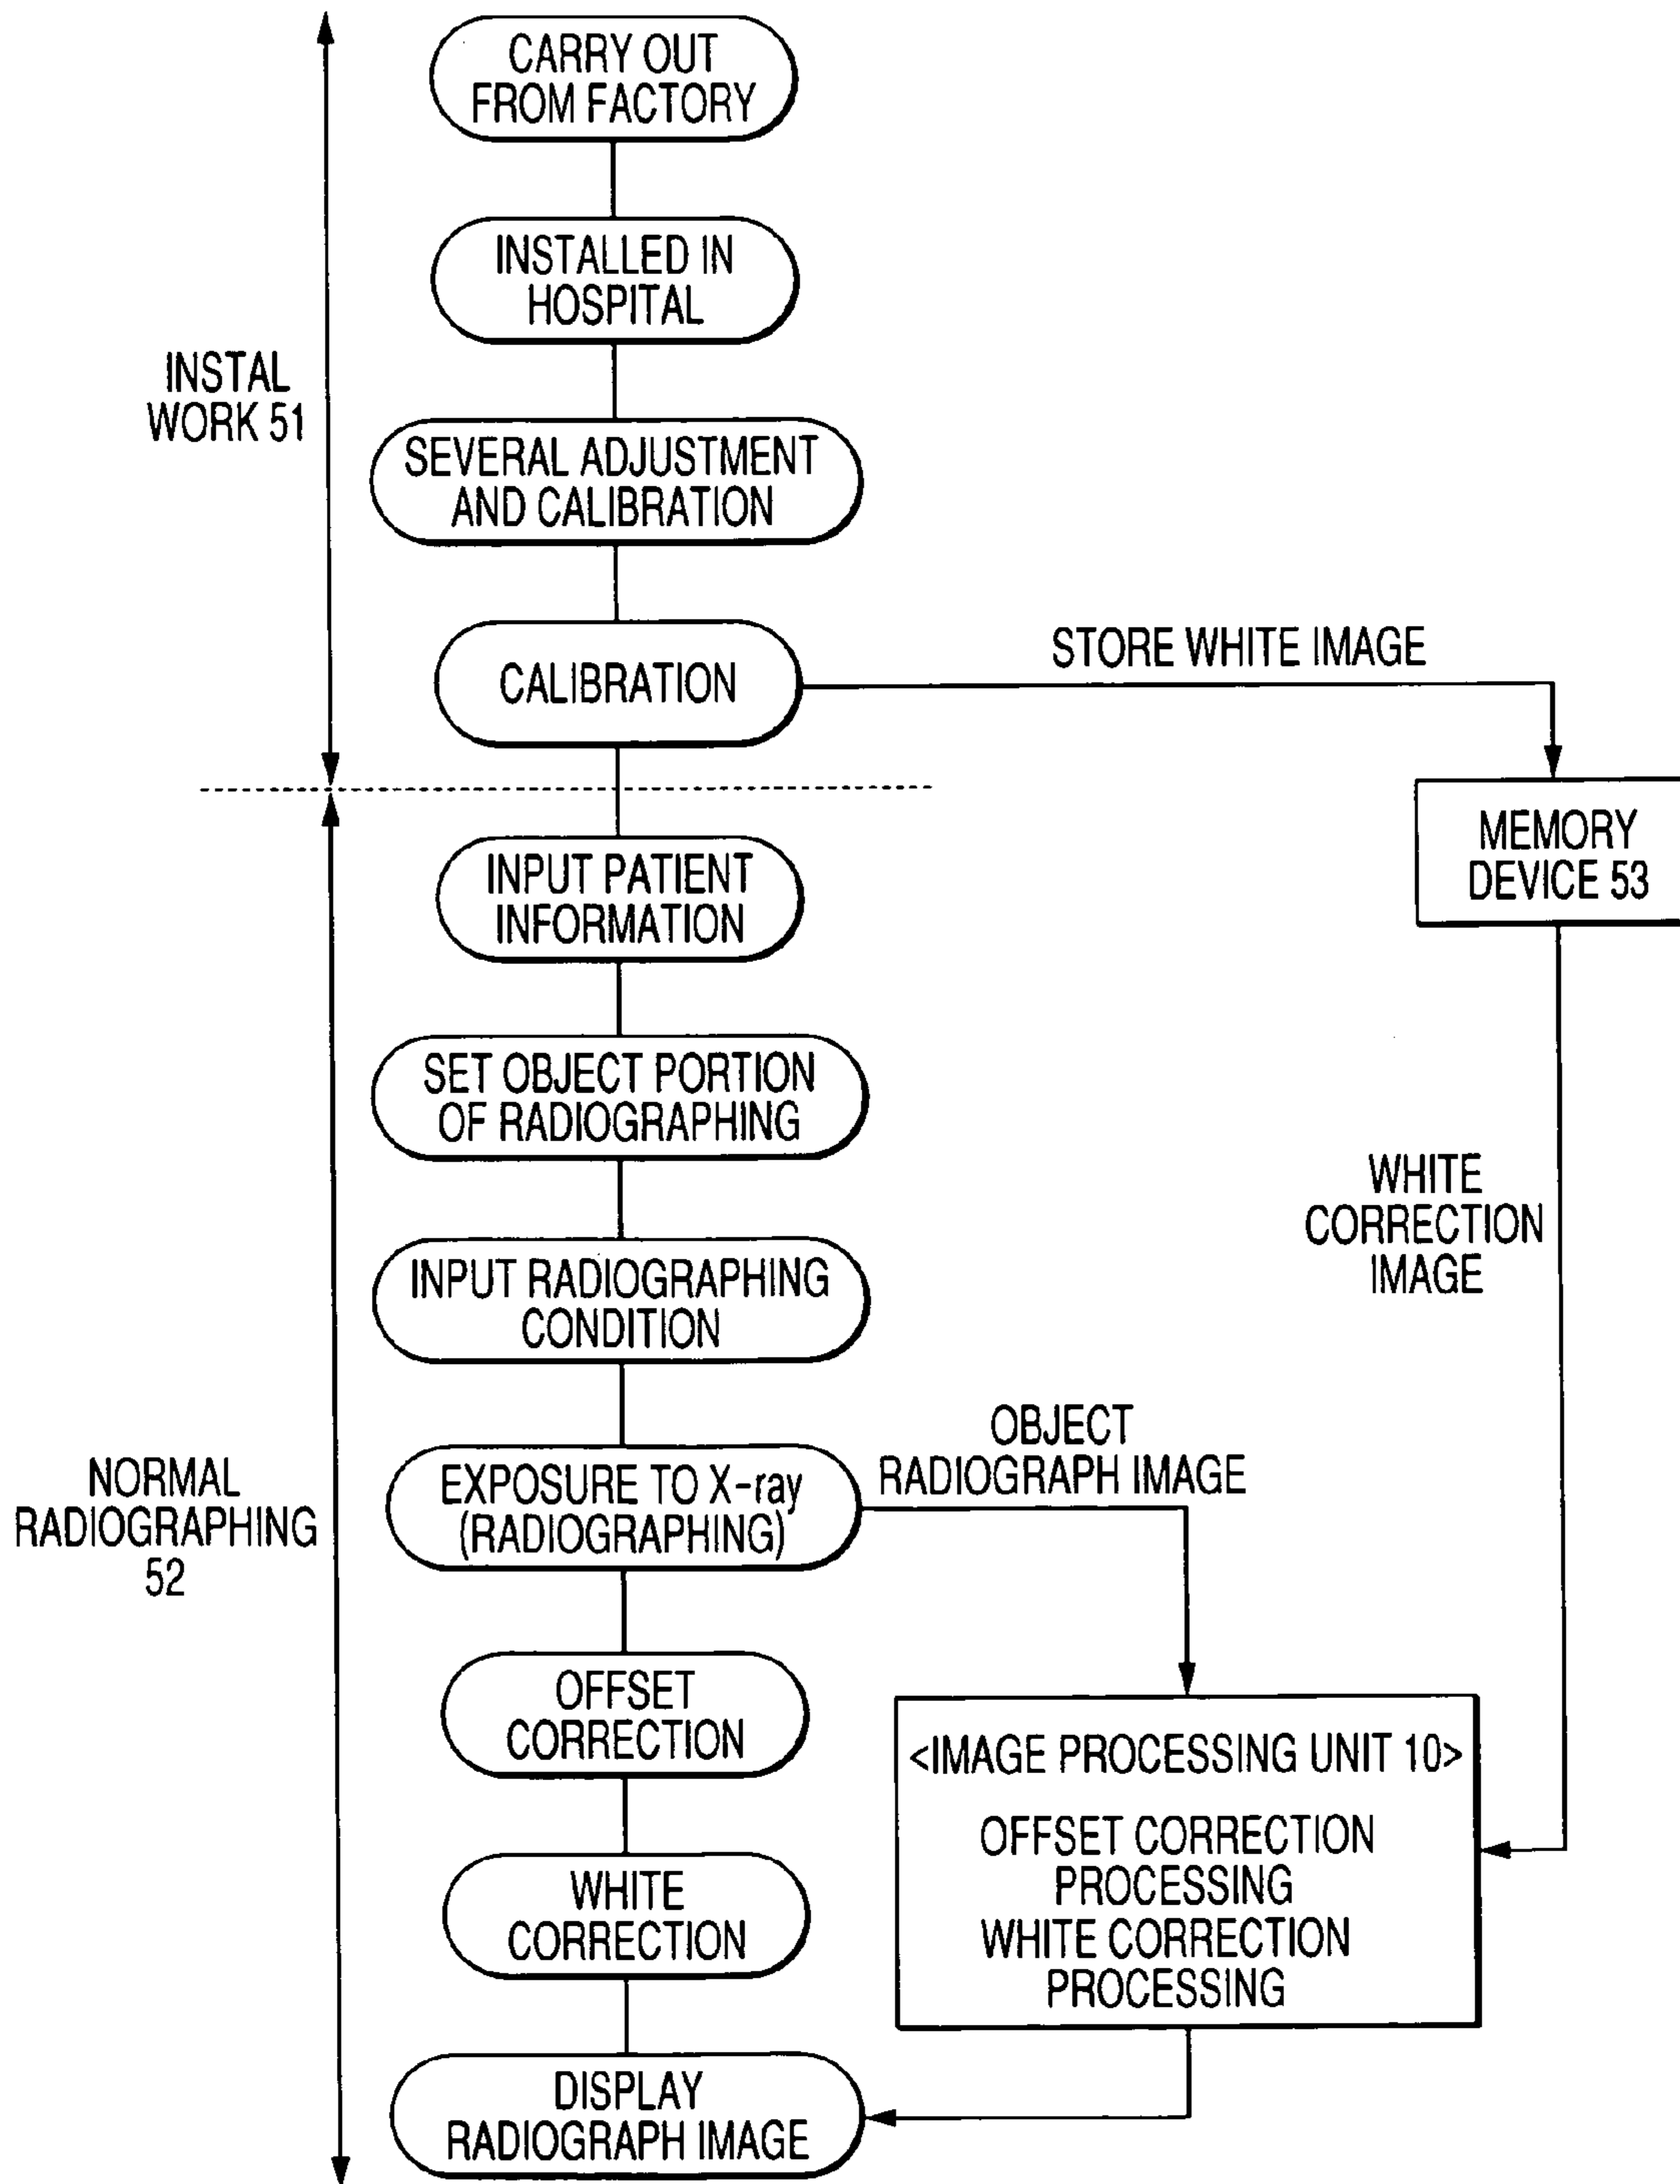 CARRY OUT
FROM FACTORY
INSTALLED IN
HOSPITAL
INSTAL
WORK 51
SEVERAL ADJUSTMENT
AND CALIBRATION
CALIBRATION
STORE WHITE IMAGE
MEMORY
DEVICE 53
INPUT PATIENT
INFORMATION
SET OBJECT PORTION
OF RADIOGRAPHING
WHITE
CORRECTION
IMAGE
INPUT RADIOGRAPHING
CONDITION
NORMAL
RADIOGRAPHING
52
EXPOSURE TO X-ray
(RADIOGRAPHING)
OBJECT
RADIOGRAPH IMAGE
OFFSET
CORRECTION
<IMAGE PROCESSING UNIT 10>
OFFSET CORRECTION
PROCESSING
WHITE CORRECTION
PROCESSING
WHITE
CORRECTION
DISPLAY
RADIOGRAPH IMAGE